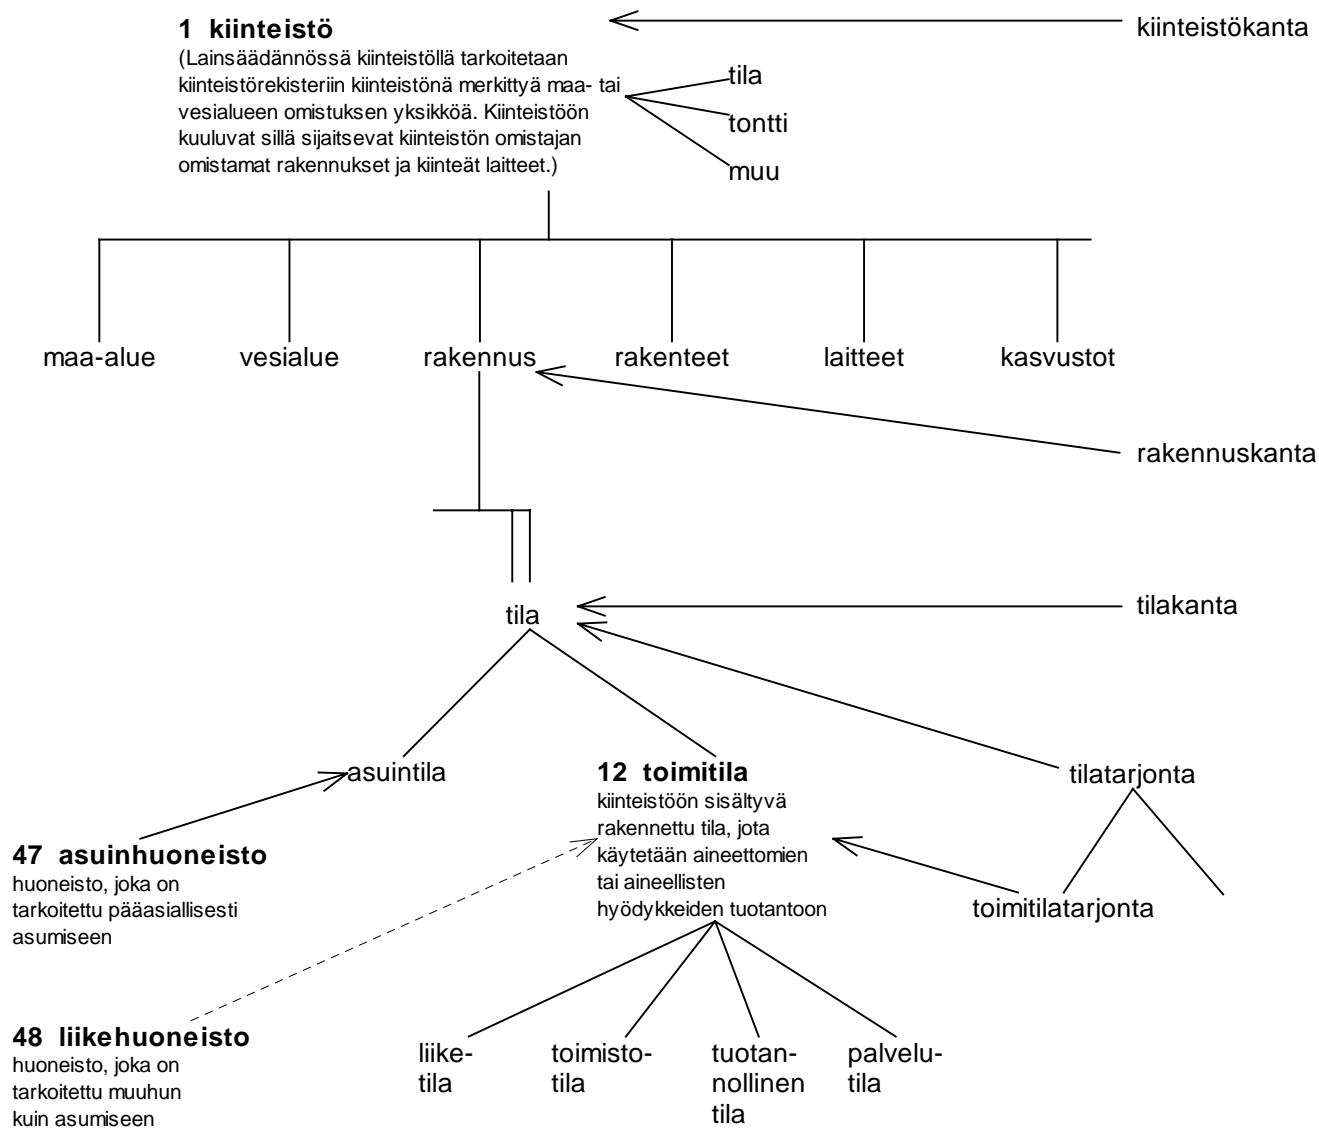 1 kiinteistö
kiinteistökanta
(Lainsäädännössä kiinteistöllä tarkoitetaan
kiinteistörekisteriin kiinteistönä merkittyä maa- tai
vesialueen omistuksen yksikköä. Kiinteistöön
kuuluvat sillä sijaitsevat kiinteistön omistajan
omistamat rakennukset ja kiinteät laitteet.)
tila
tontti
muu
maa-alue
vesialue
rakennus
rakenteet
laitteet
kasvustot
rakennuskanta
tila
tilakanta
asuintila
12 toimitila
kiinteistöön sisältyvä
rakennettu tila, jota
käytetään aineettomien
tai aineellisten
hyödykkeiden tuotantoon
tilatarjonta
toimitilatarjonta
47 asuinhuoneisto
huoneisto, joka on
tarkoitettu pääasiallisesti
asumiseen
48 liikehuoneisto
huoneisto, joka on
tarkoitettu muuhun
kuin asumiseen
liike-
tila
toimisto-
tila
tuotan-
nollinen
tila
palvelu-
tila